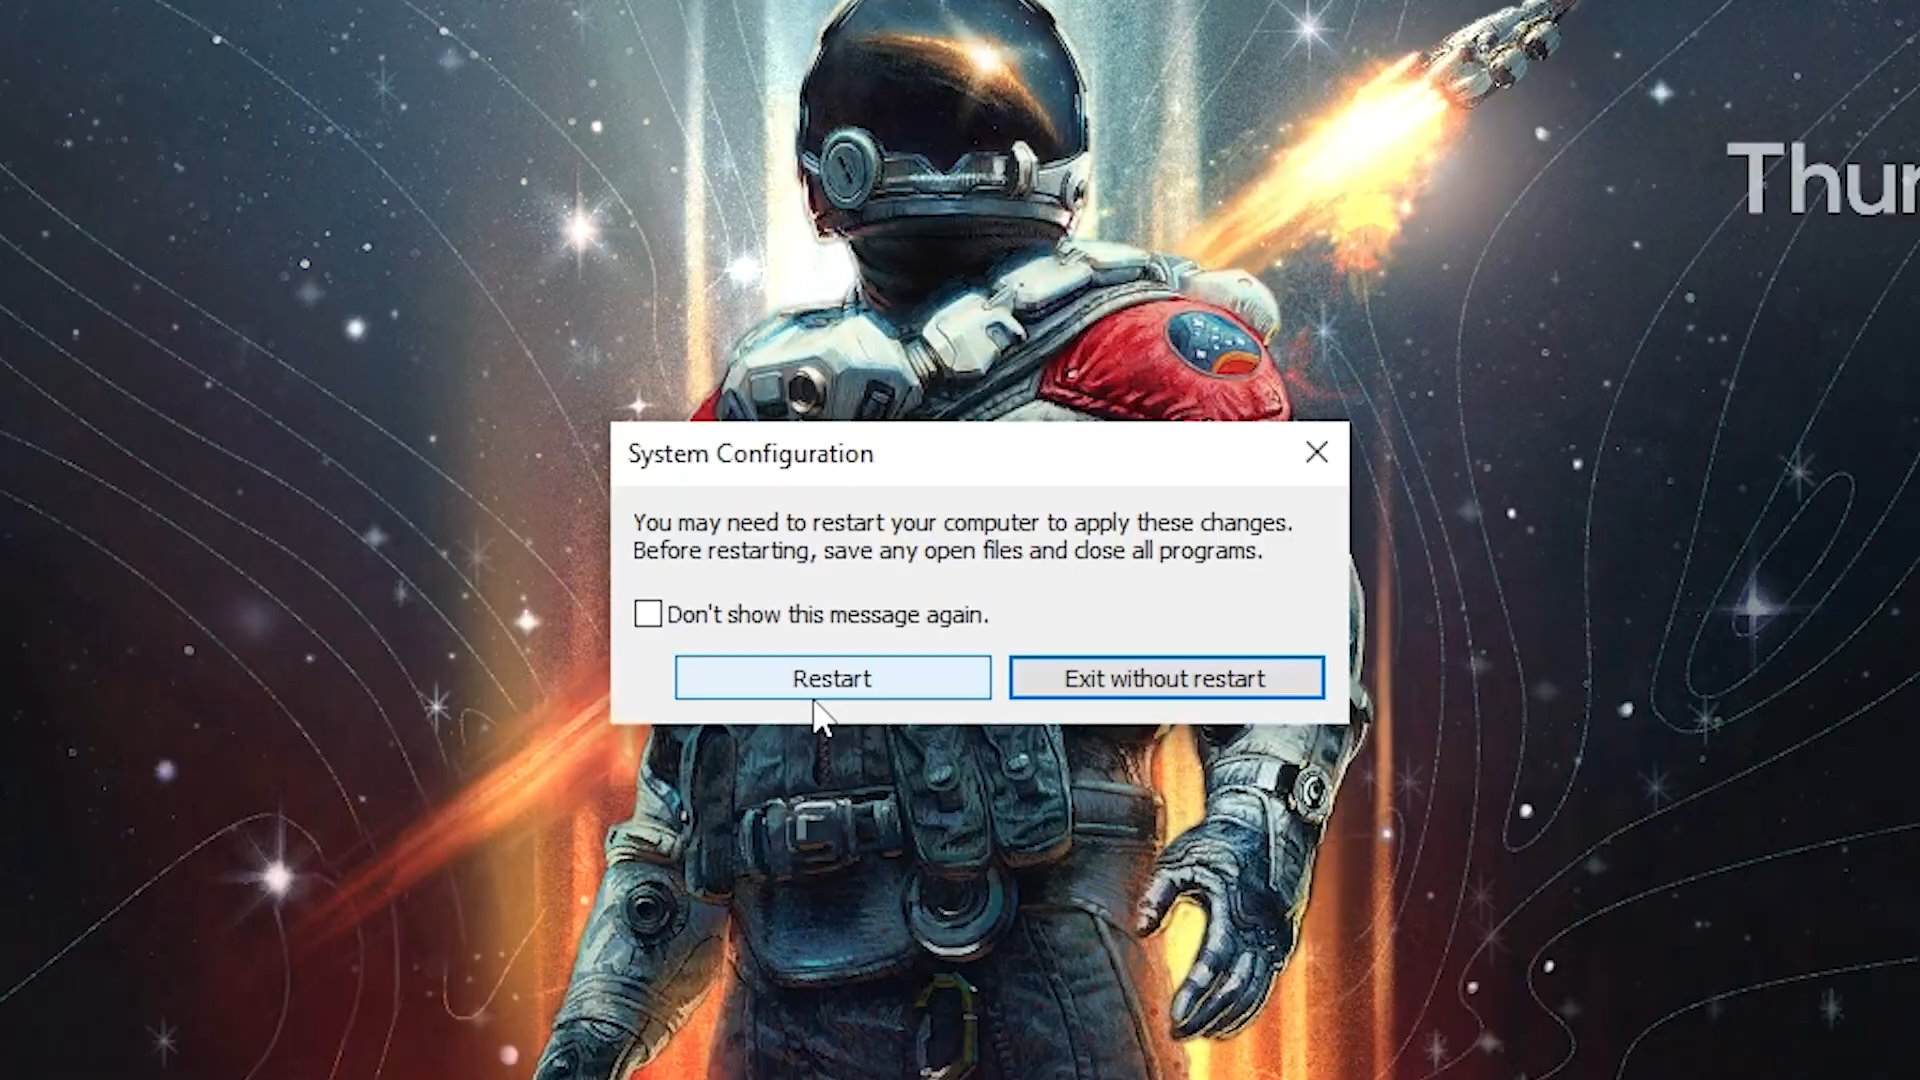 Thur
System Configuration
You may need to restart your computer to apply these changes.
Before restarting, save any open files and close all programs.
Don't show this message again.
Restart
Exit without restart